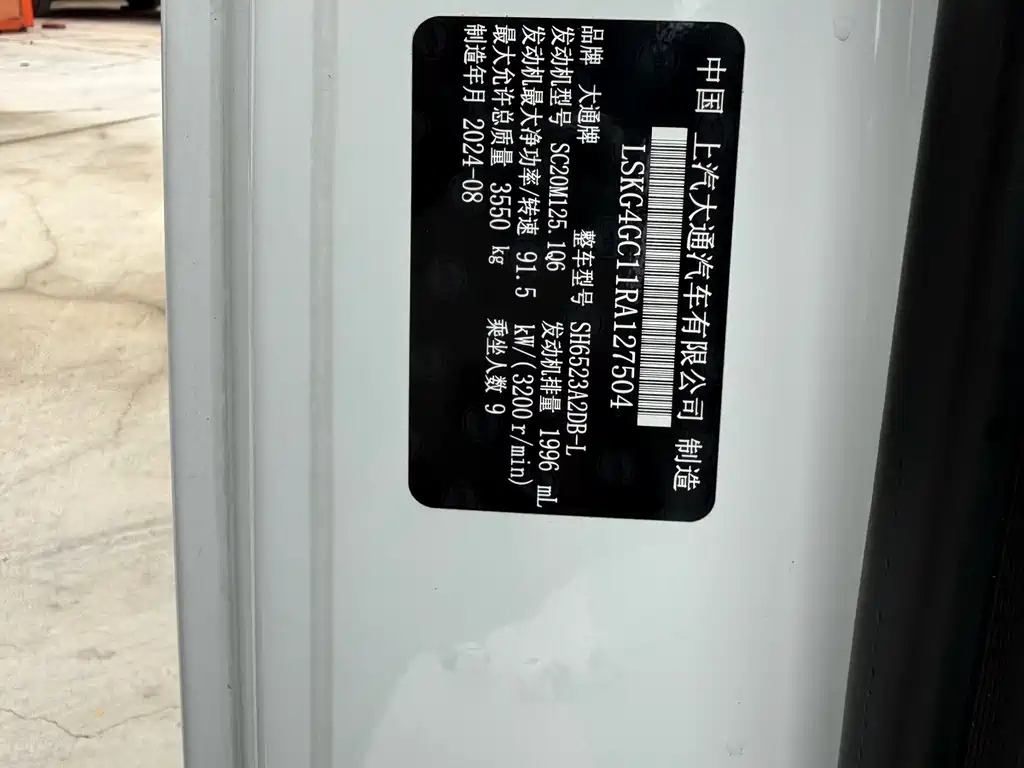 中国 上汽大通汽车有限公司 制造
LSKG4GC11RA127504
品牌 大通牌 整车型号 SH6523A2DB-L
发动机型号 SC20M125.1Q6 发动机排量 1996 mL
发动机最大净功率/转速 91.5 kW/(3200r/min)
最大允许总质量 3550 kg 乘坐人数 9
制造年月 2024-08